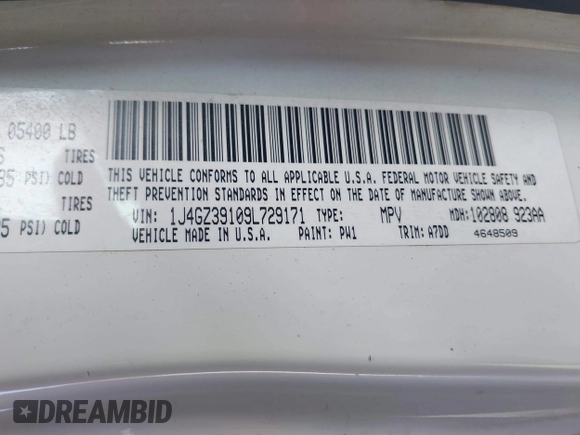 05400 LB
TIRES
PSI) COLD
TIRES
5 PSI) COLD
THIS VEHICLE CONFORMS TO ALL APPLICABLE U.S.A. FEDERAL MOTOR VEHICLE SAFETY AND
THEFT PREVENTION STANDARDS IN EFFECT ON THE DATE OF MANUFACTURE SHOWN ABOVE.
VIN: 1J4GZ39109L729171 TYPE: MPV MDH: 102808 923AA
VEHICLE MADE IN U.S.A. PAINT: PW1 TRIM: A7DD 4648509
DREAMBID